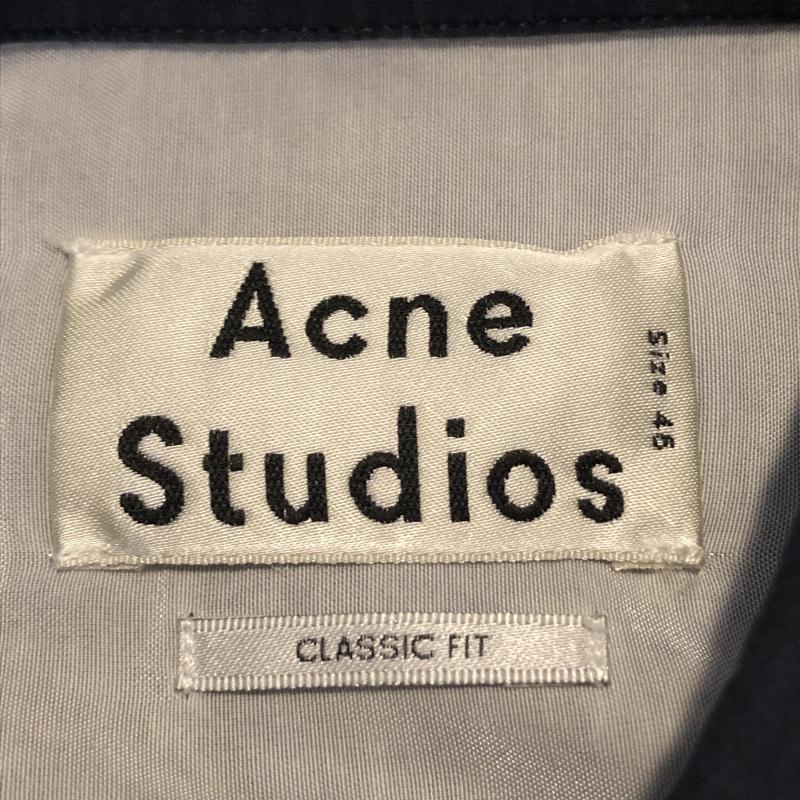 Acne
Studios
Size 46
CLASSIC FIT